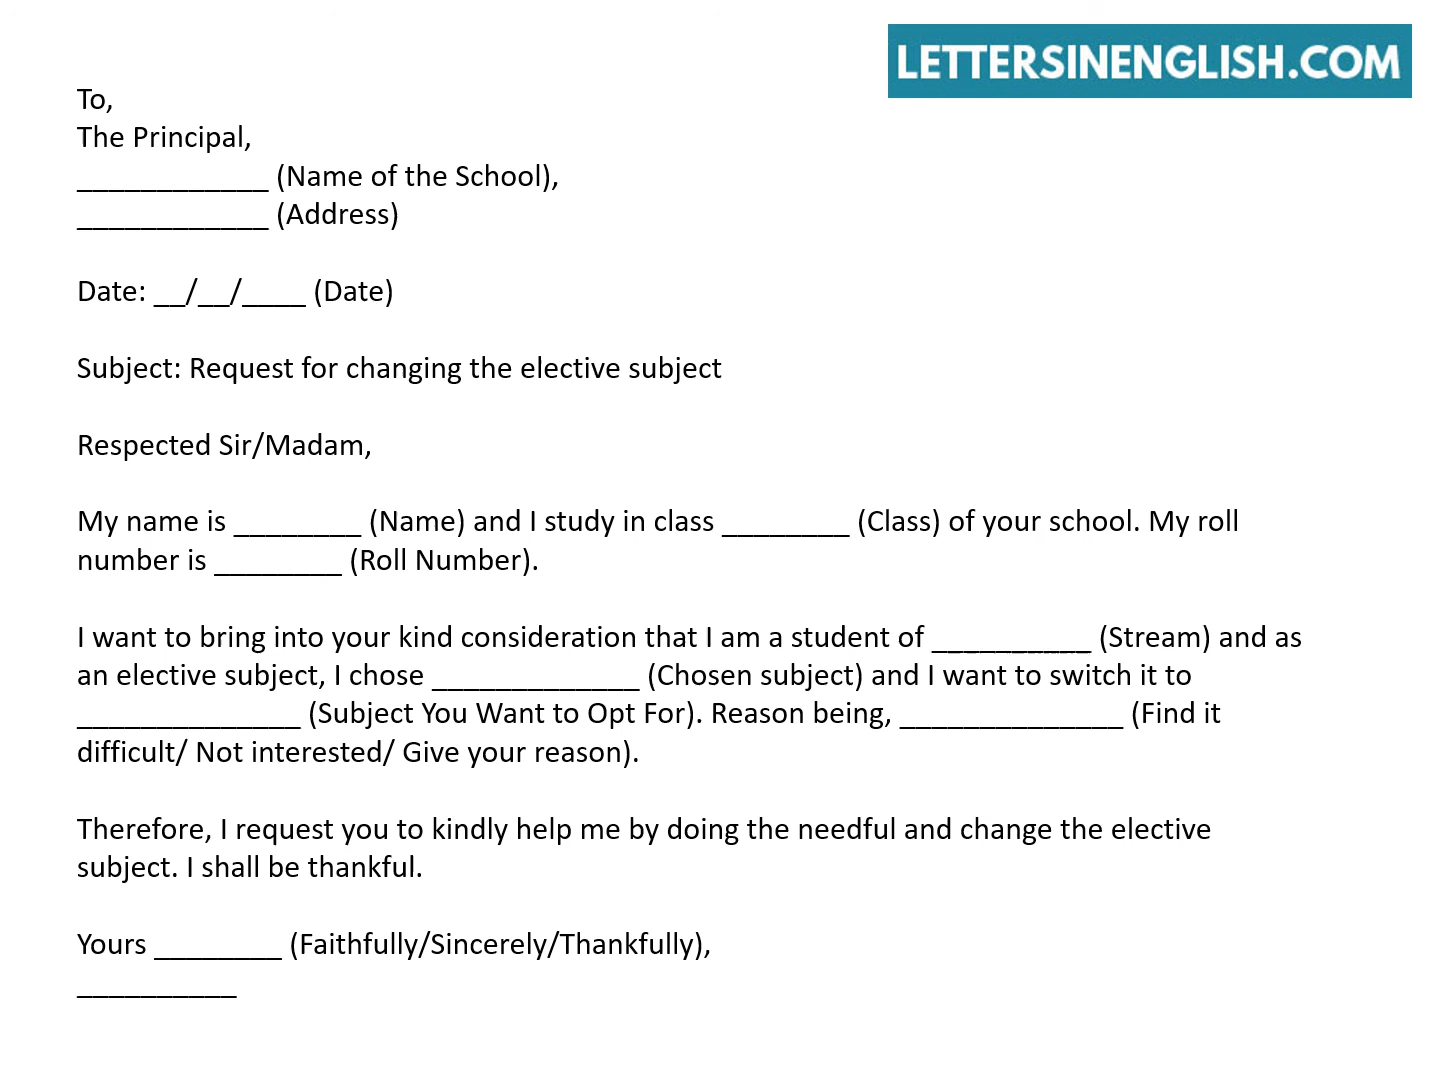 LETTERSINENGLISH.COM
To,
The Principal,
____________ (Name of the School),
____________ (Address)
Date: __/__/____ (Date)
Subject: Request for changing the elective subject
Respected Sir/Madam,
My name is ________ (Name) and I study in class ________ (Class) of your school. My roll
number is ________ (Roll Number).
I want to bring into your kind consideration that I am a student of __________ (Stream) and as
an elective subject, I chose _____________ (Chosen subject) and I want to switch it to
______________ (Subject You Want to Opt For). Reason being, ______________ (Find it
difficult/ Not interested/ Give your reason).
Therefore, I request you to kindly help me by doing the needful and change the elective
subject. I shall be thankful.
Yours ________ (Faithfully/Sincerely/Thankfully),
__________